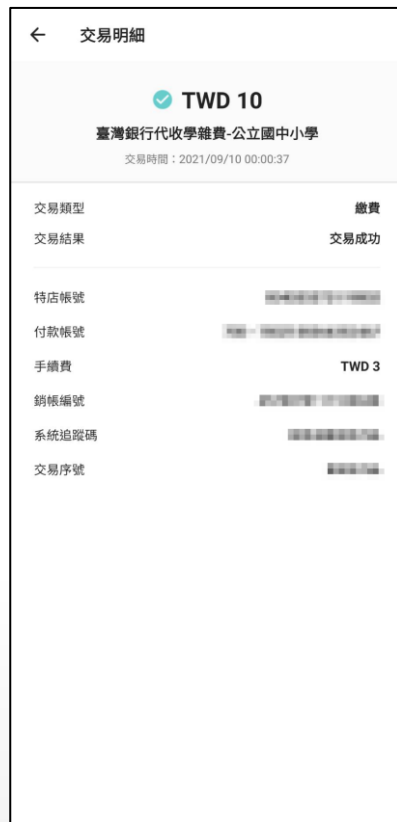 交易明細
TWD 10
臺灣銀行代收學雜費-公立國中小學
交易時間：2021/09/10 00:00:37
交易類型 繳費
交易結果 交易成功
特店帳號
付款帳號
手續費 TWD 3
銷帳編號
系統追蹤碼
交易序號